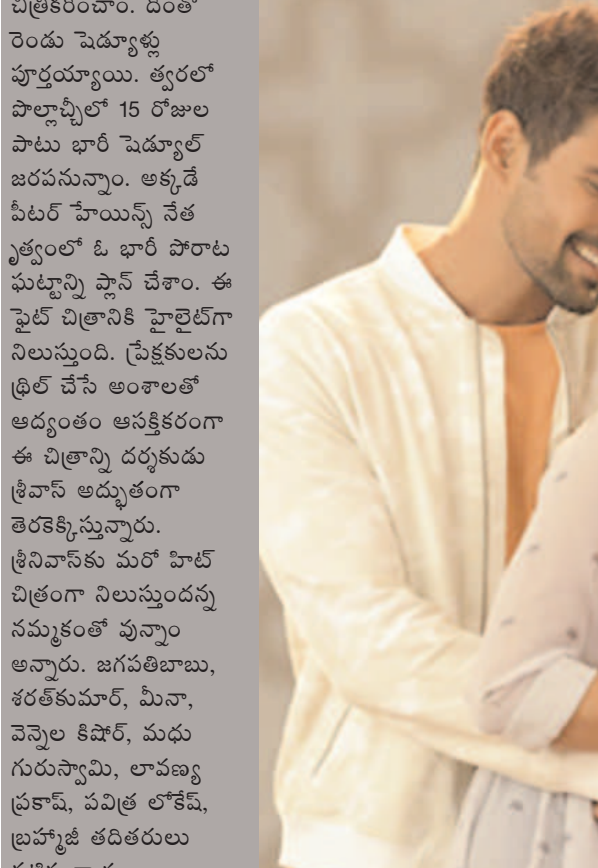 చిత్రీకరించాం. దీంతో
రెండు షెడ్యూళ్లు
పూర్తయ్యాయి. త్వరలో
పొల్లాచ్చీలో 15 రోజుల
పాటు భారీ షెడ్యూల్
జరపనున్నాం. అక్కడే
పీటర్ హేయిన్స్ నేత
ృత్వంలో ఓ భారీ పోరాట
ఘట్టాన్ని ప్లాన్ చేశాం. ఈ
ఫైట్ చిత్రానికి హైలైట్‌గా
నిలుస్తుంది. ప్రేక్షకులను
థ్రిల్ చేసే అంశాలతో
ఆద్యంతం ఆసక్తికరంగా
ఈ చిత్రాన్ని దర్శకుడు
శ్రీవాస్ అద్భుతంగా
తెరకెక్కిస్తున్నారు.
శ్రీనివాస్‌కు మరో హిట్
చిత్రంగా నిలుస్తుందన్న
నమ్మకంతో వున్నాం
అన్నారు. జగపతిబాబు,
శరత్‌కుమార్, మీనా,
వెన్నెల కిషోర్, మధు
గురుస్వామి, లావణ్య
ప్రకాష్, పవిత్ర లోకేష్,
బ్రహ్మాజీ తదితరులు